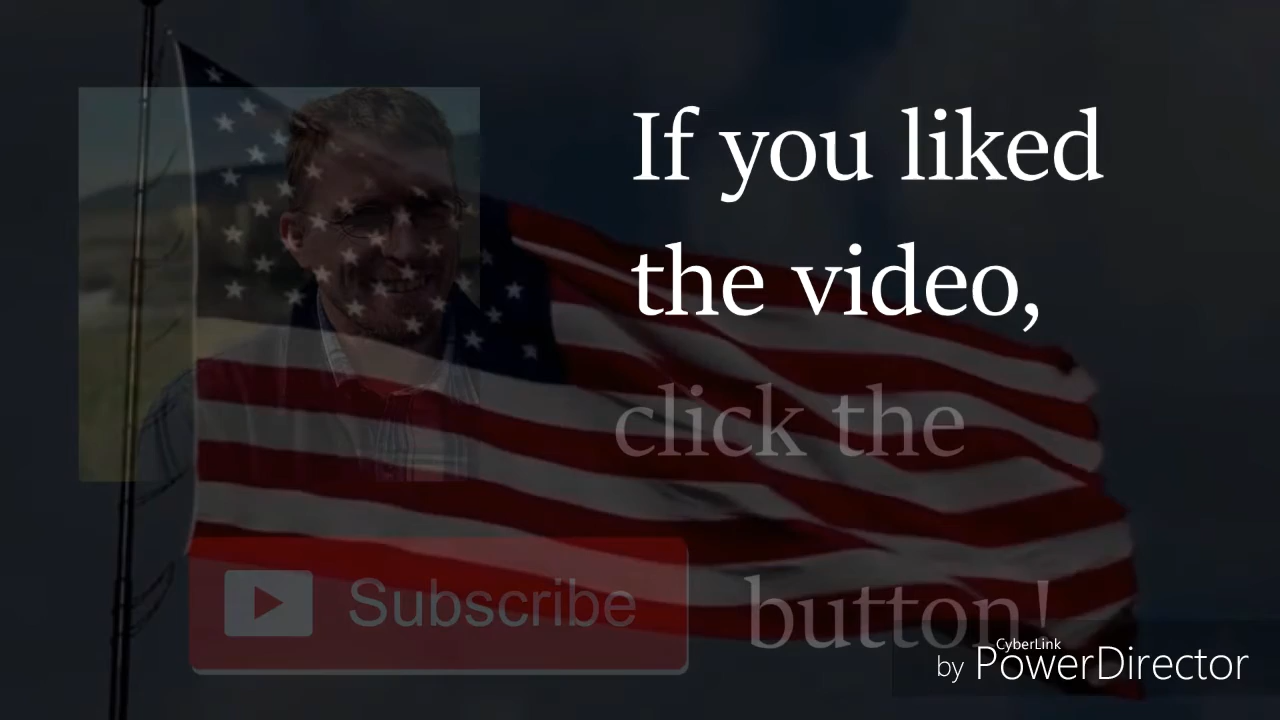 If you liked
the video,
click the
Subscribe
button!
CyberLink
by PowerDirector